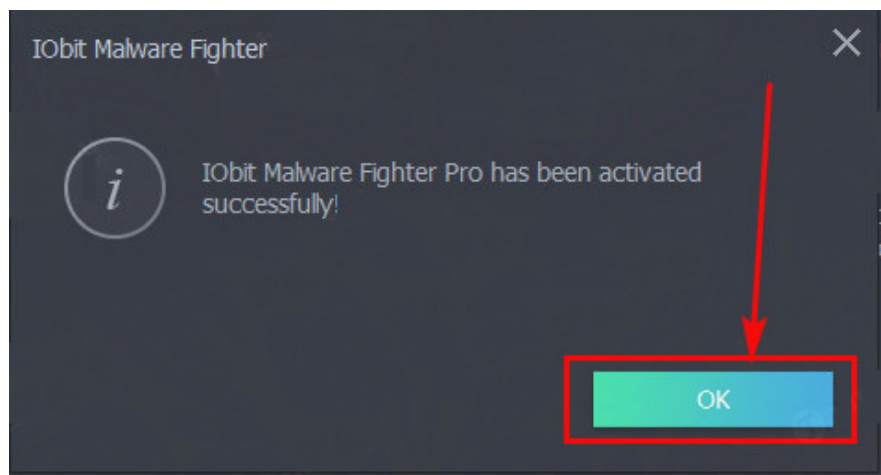 IObit Malware Fighter
IObit Malware Fighter Pro has been activated
successfully!
OK